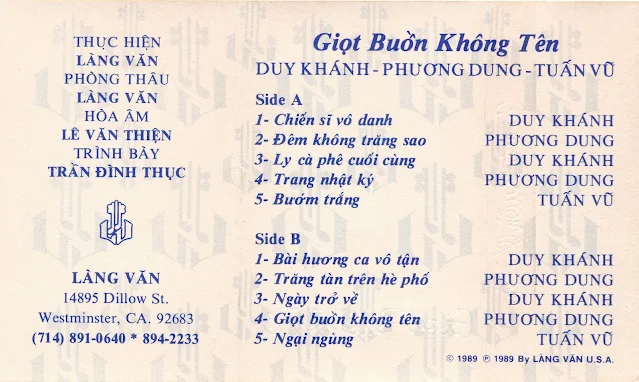 THỰC HIỆN
LÀNG VĂN
PHÒNG THÂU
LÀNG VĂN
HÒA ÂM
LÊ VĂN THIỆN
TRÌNH BẦY
TRẦN ĐÌNH THỤC
LÀNG VĂN
14895 Dillow St.
Westminster, CA. 92683
(714) 891-0640 * 894-2233
Giọt Buồn Không Tên
DUY KHÁNH - PHƯƠNG DUNG - TUẤN VŨ
Side A
1- Chiến sĩ vô danh DUY KHÁNH
2- Đêm không trăng sao PHƯƠNG DUNG
3- Ly cà phê cuối cùng DUY KHÁNH
4- Trang nhật ký PHƯƠNG DUNG
5- Bướm trắng TUẤN VŨ
Side B
1- Bài hương ca vô tận DUY KHÁNH
2- Trăng tàn trên hè phố PHƯƠNG DUNG
3- Ngày trở về DUY KHÁNH
4- Giọt buồn không tên PHƯƠNG DUNG
5- Ngại ngùng TUẤN VŨ
© 1989 ℗ 1989 By LÀNG VĂN U.S.A.